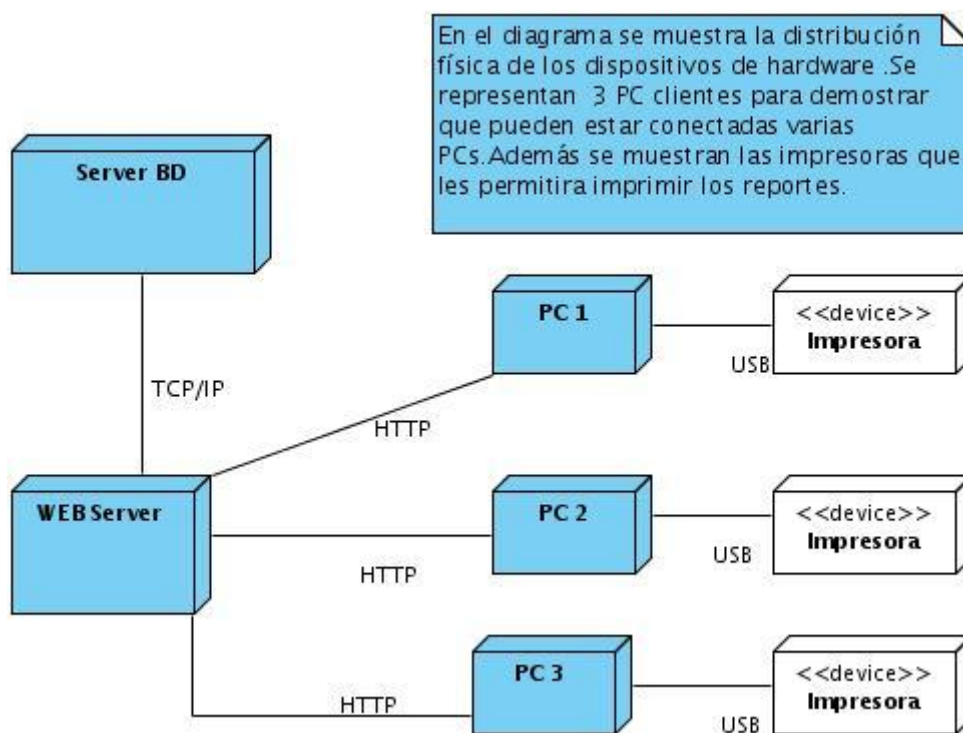 En el diagrama se muestra la distribución
física de los dispositivos de hardware .Se
representan  3 PC clientes para demostrar
que pueden estar conectadas varias
PCs.Además se muestran las impresoras que
les permitira imprimir los reportes.
Server BD
TCP/IP
WEB Server
PC 1
HTTP
USB
<<device>>
Impresora
PC 2
HTTP
USB
<<device>>
Impresora
PC 3
HTTP
USB
<<device>>
Impresora